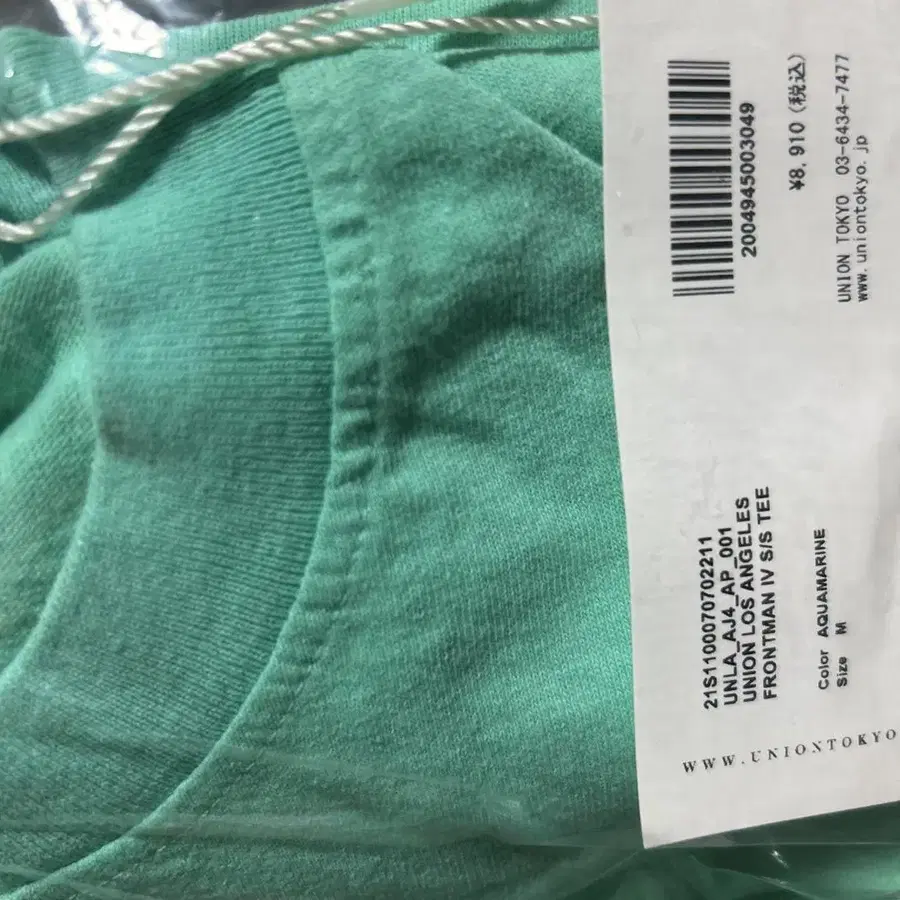 2004945003049
¥8,910 (税込)
UNION TOKYO 03-6434-7477
www.uniontokyo.jp
21S110007070702211
UNLA_AJ4_AP_001
UNION LOS ANGELES
FRONTMAN IV S/S TEE
Color AQUAMARINE
Size M
WWW.UNIONTOKYO